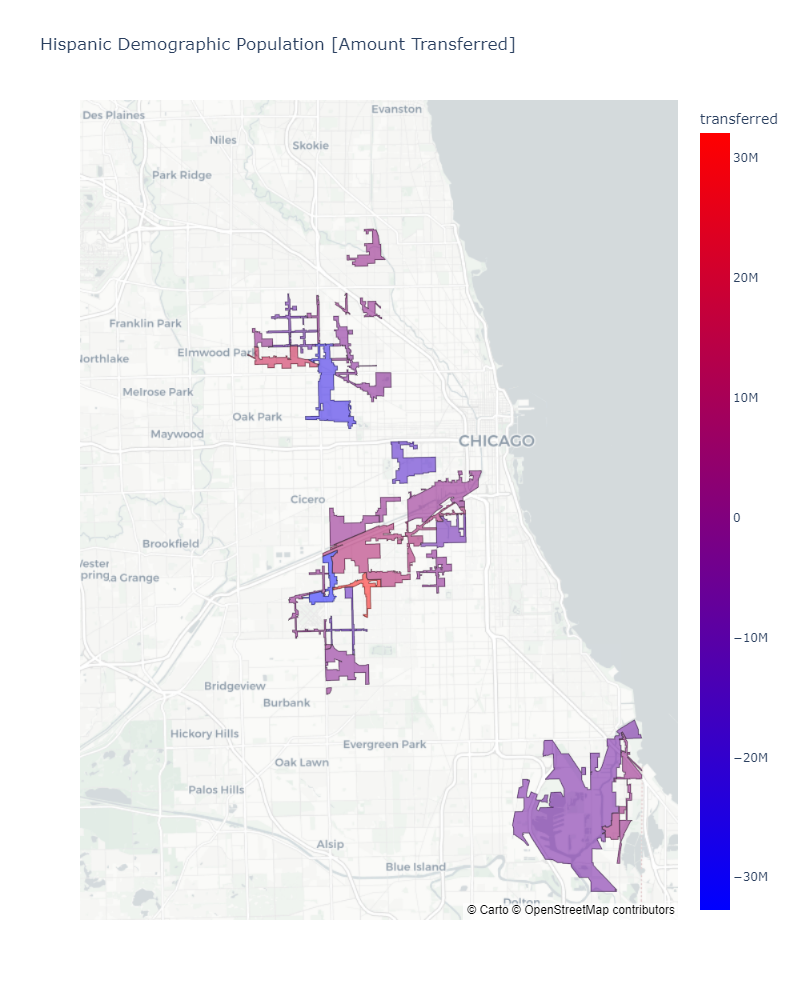 Hispanic Demographic Population [Amount Transferred]
transferred
30M
20M
10M
0
−10M
−20M
−30M
Evanston
Des Plaines
Niles
Skokie
Park Ridge
Franklin Park
Elmwood Park
Northlake
Melrose Park
Oak Park
Maywood
CHICAGO
Cicero
Brookfield
Wester
Spring
La Grange
Bridgeview
Burbank
Hickory Hills
Evergreen Park
Oak Lawn
Palos Hills
Alsip
Blue Island
Dolton
© Carto © OpenStreetMap contributors